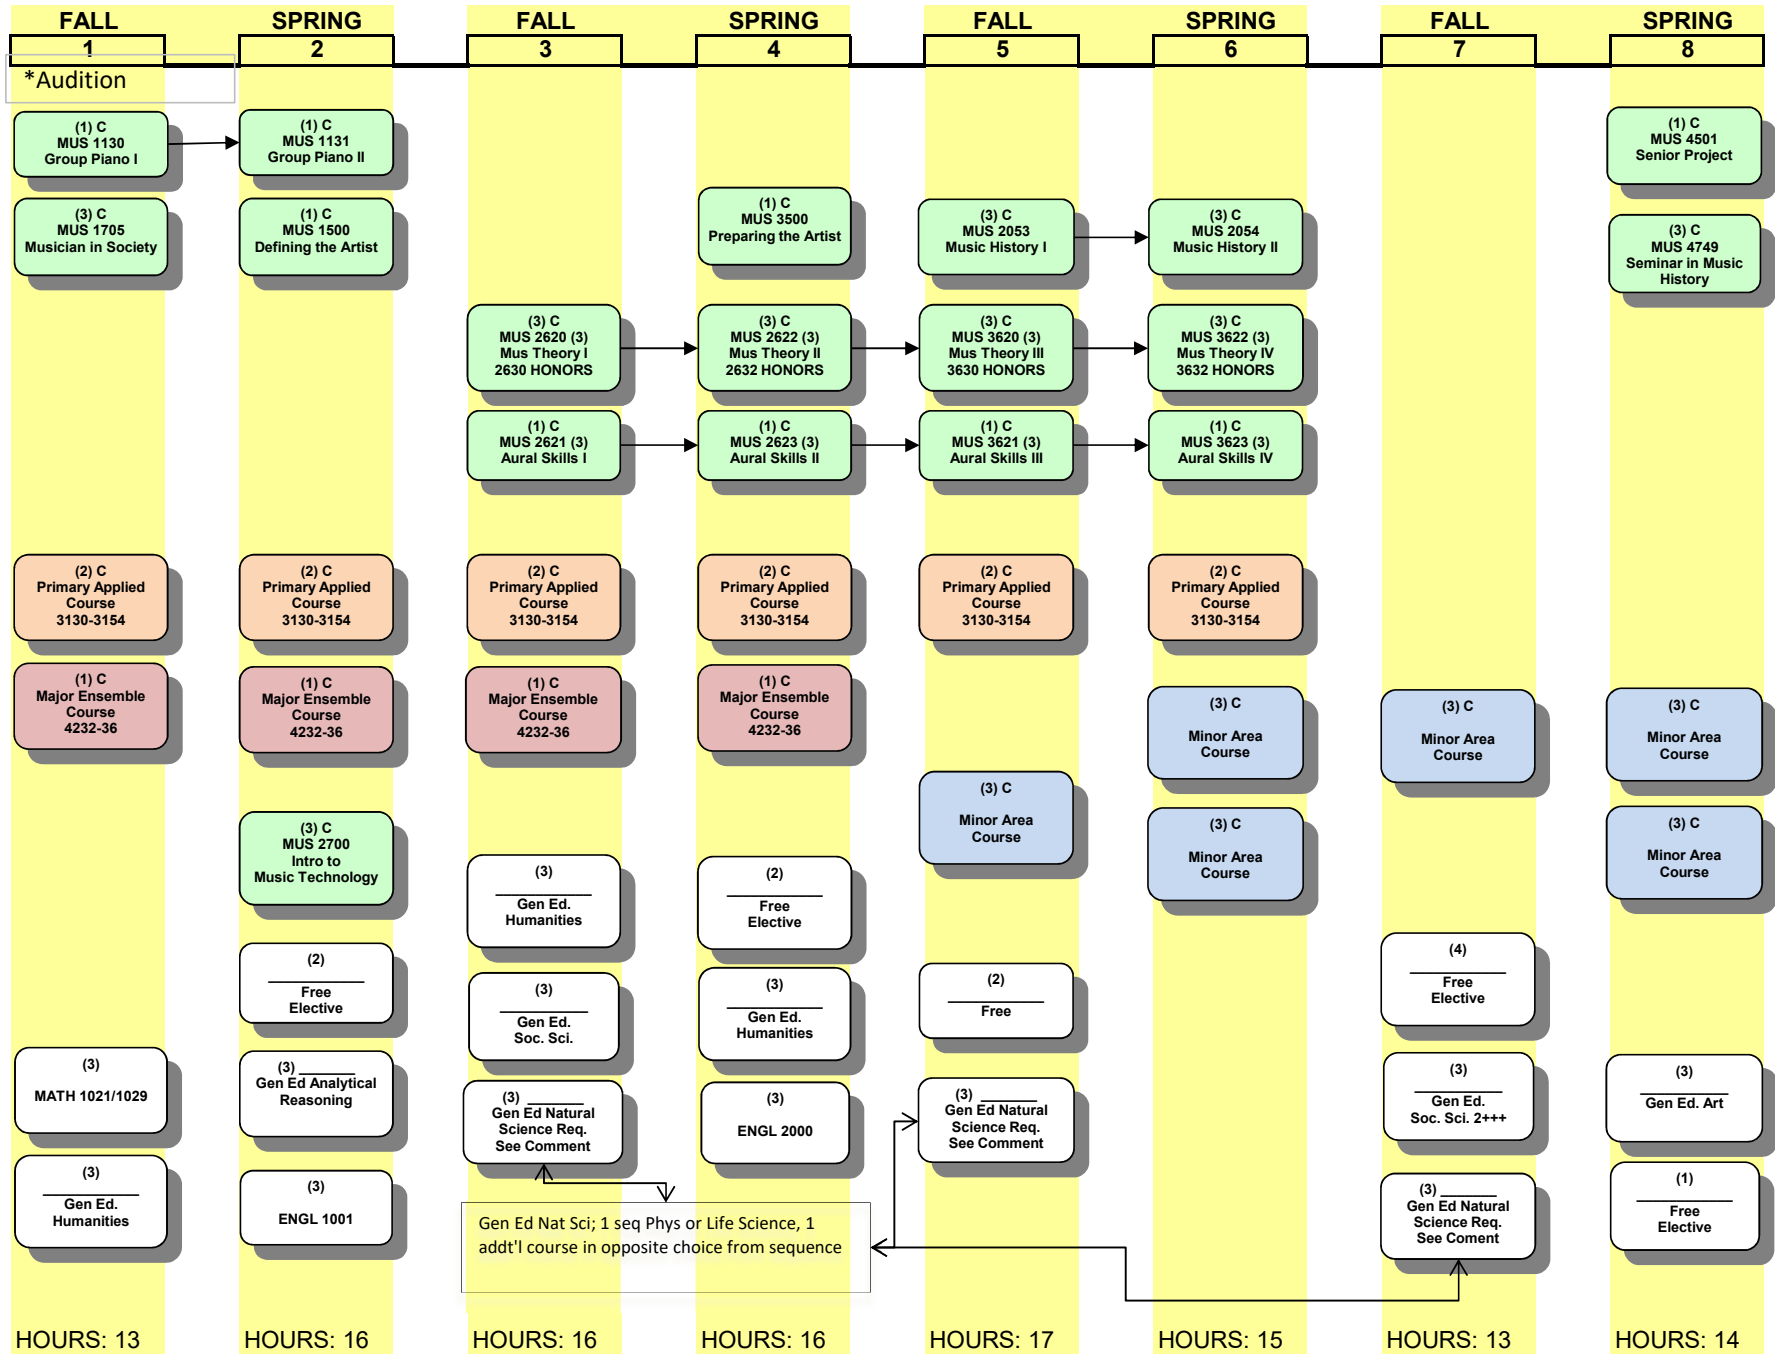 FALL
1
*Audition
(1) C
MUS 1130
Group Piano I
(3) C
MUS 1705
Musician in Society
(2) C
Primary Applied
Course
3130-3154
(1) C
Major Ensemble
Course
4232-36
(3)
MATH 1021/1029
(3)
Gen Ed.
Humanities
HOURS: 13
SPRING
2
(1) C
MUS 1131
Group Piano II
(1) C
MUS 1500
Defining the Artist
(2) C
Primary Applied
Course
3130-3154
(1) C
Major Ensemble
Course
4232-36
(3) C
MUS 2700
Intro to
Music Technology
(2)
Free
Elective
(3) _______
Gen Ed Analytical
Reasoning
(3)
ENGL 1001
HOURS: 16
FALL
3
(3) C
MUS 2620 (3)
Mus Theory I
2630 HONORS
(1) C
MUS 2621 (3)
Aural Skills I
(2) C
Primary Applied
Course
3130-3154
(1) C
Major Ensemble
Course
4232-36
(3)
Gen Ed.
Humanities
(3)
Gen Ed.
Soc. Sci.
(3) _______
Gen Ed Natural
Science Req.
See Comment
Gen Ed Nat Sci; 1 seq Phys or Life Science, 1
addt'l course in opposite choice from sequence
HOURS: 16
SPRING
4
(1) C
MUS 3500
Preparing the Artist
(3) C
MUS 2622 (3)
Mus Theory II
2632 HONORS
(1) C
MUS 2623 (3)
Aural Skills II
(2) C
Primary Applied
Course
3130-3154
(1) C
Major Ensemble
Course
4232-36
(2)
Free
Elective
(3)
Gen Ed.
Humanities
(3)
ENGL 2000
HOURS: 16
FALL
5
(3) C
MUS 2053
Music History I
(3) C
MUS 3620 (3)
Mus Theory III
3630 HONORS
(1) C
MUS 3621 (3)
Aural Skills III
(2) C
Primary Applied
Course
3130-3154
(3) C
Minor Area
Course
(2)
Free
(3) _______
Gen Ed Natural
Science Req.
See Comment
HOURS: 17
SPRING
6
(3) C
MUS 2054
Music History II
(3) C
MUS 3622 (3)
Mus Theory IV
3632 HONORS
(1) C
MUS 3623 (3)
Aural Skills IV
(2) C
Primary Applied
Course
3130-3154
(3) C
Minor Area
Course
(3) C
Minor Area
Course
HOURS: 15
FALL
7
(3) C
Minor Area
Course
(4)
Free
Elective
(3)
Gen Ed.
Soc. Sci. 2+++
(3) _______
Gen Ed Natural
Science Req.
See Coment
HOURS: 13
SPRING
8
(1) C
MUS 4501
Senior Project
(3) C
MUS 4749
Seminar in Music
History
(3) C
Minor Area
Course
(3) C
Minor Area
Course
(3)
Gen Ed. Art
(1)
Free
Elective
HOURS: 14